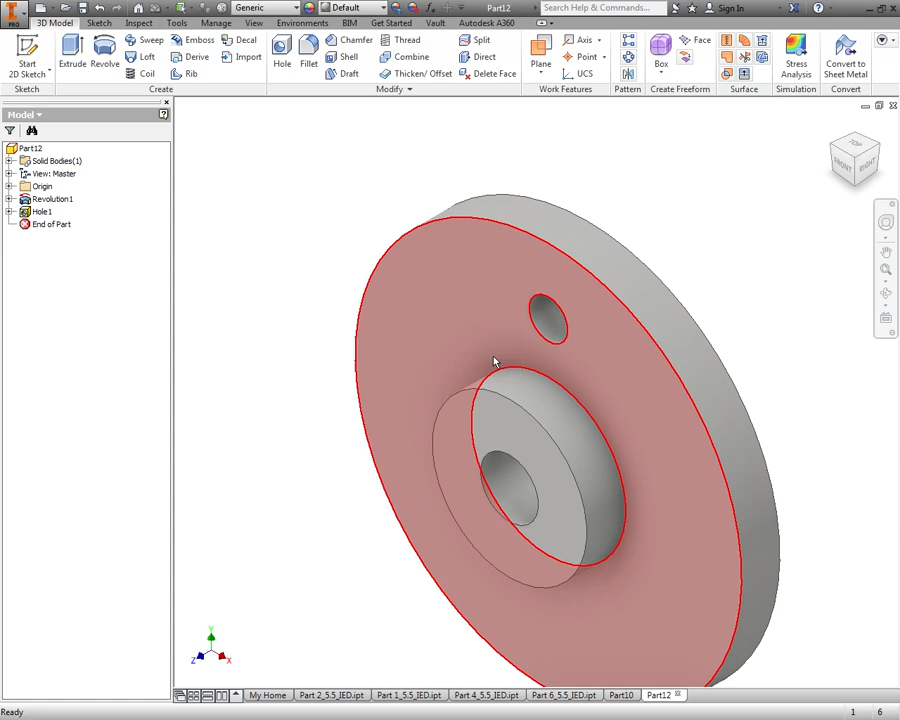 Generic
Default
Part12
Search Help & Commands...
Sign In
PRO
3D Model Sketch Inspect Tools Manage View Environments BIM Get Started Vault Autodesk A360
Start
2D Sketch
Sketch
Extrude
Revolve
Sweep
Emboss
Decal
Loft
Derive
Import
Coil
Rib
Create
Hole
Fillet
Chamfer
Thread
Split
Shell
Combine
Direct
Draft
Thicken/ Offset
Delete Face
Modify
Plane
Axis
Point
UCS
Work Features
Pattern
Box
Face
Create Freeform
Surface
Stress
Analysis
Simulation
Convert to
Sheet Metal
Convert
Model
Part12
Solid Bodies(1)
View: Master
Origin
Revolution1
Hole1
End of Part
TOP
FRONT
RIGHT
Y
Z
X
My Home
Part 2_5.5_IED.ipt
Part 1_5.5_IED.ipt
Part 4_5.5_IED.ipt
Part 6_5.5_IED.ipt
Part10
Part12
Ready
1
6